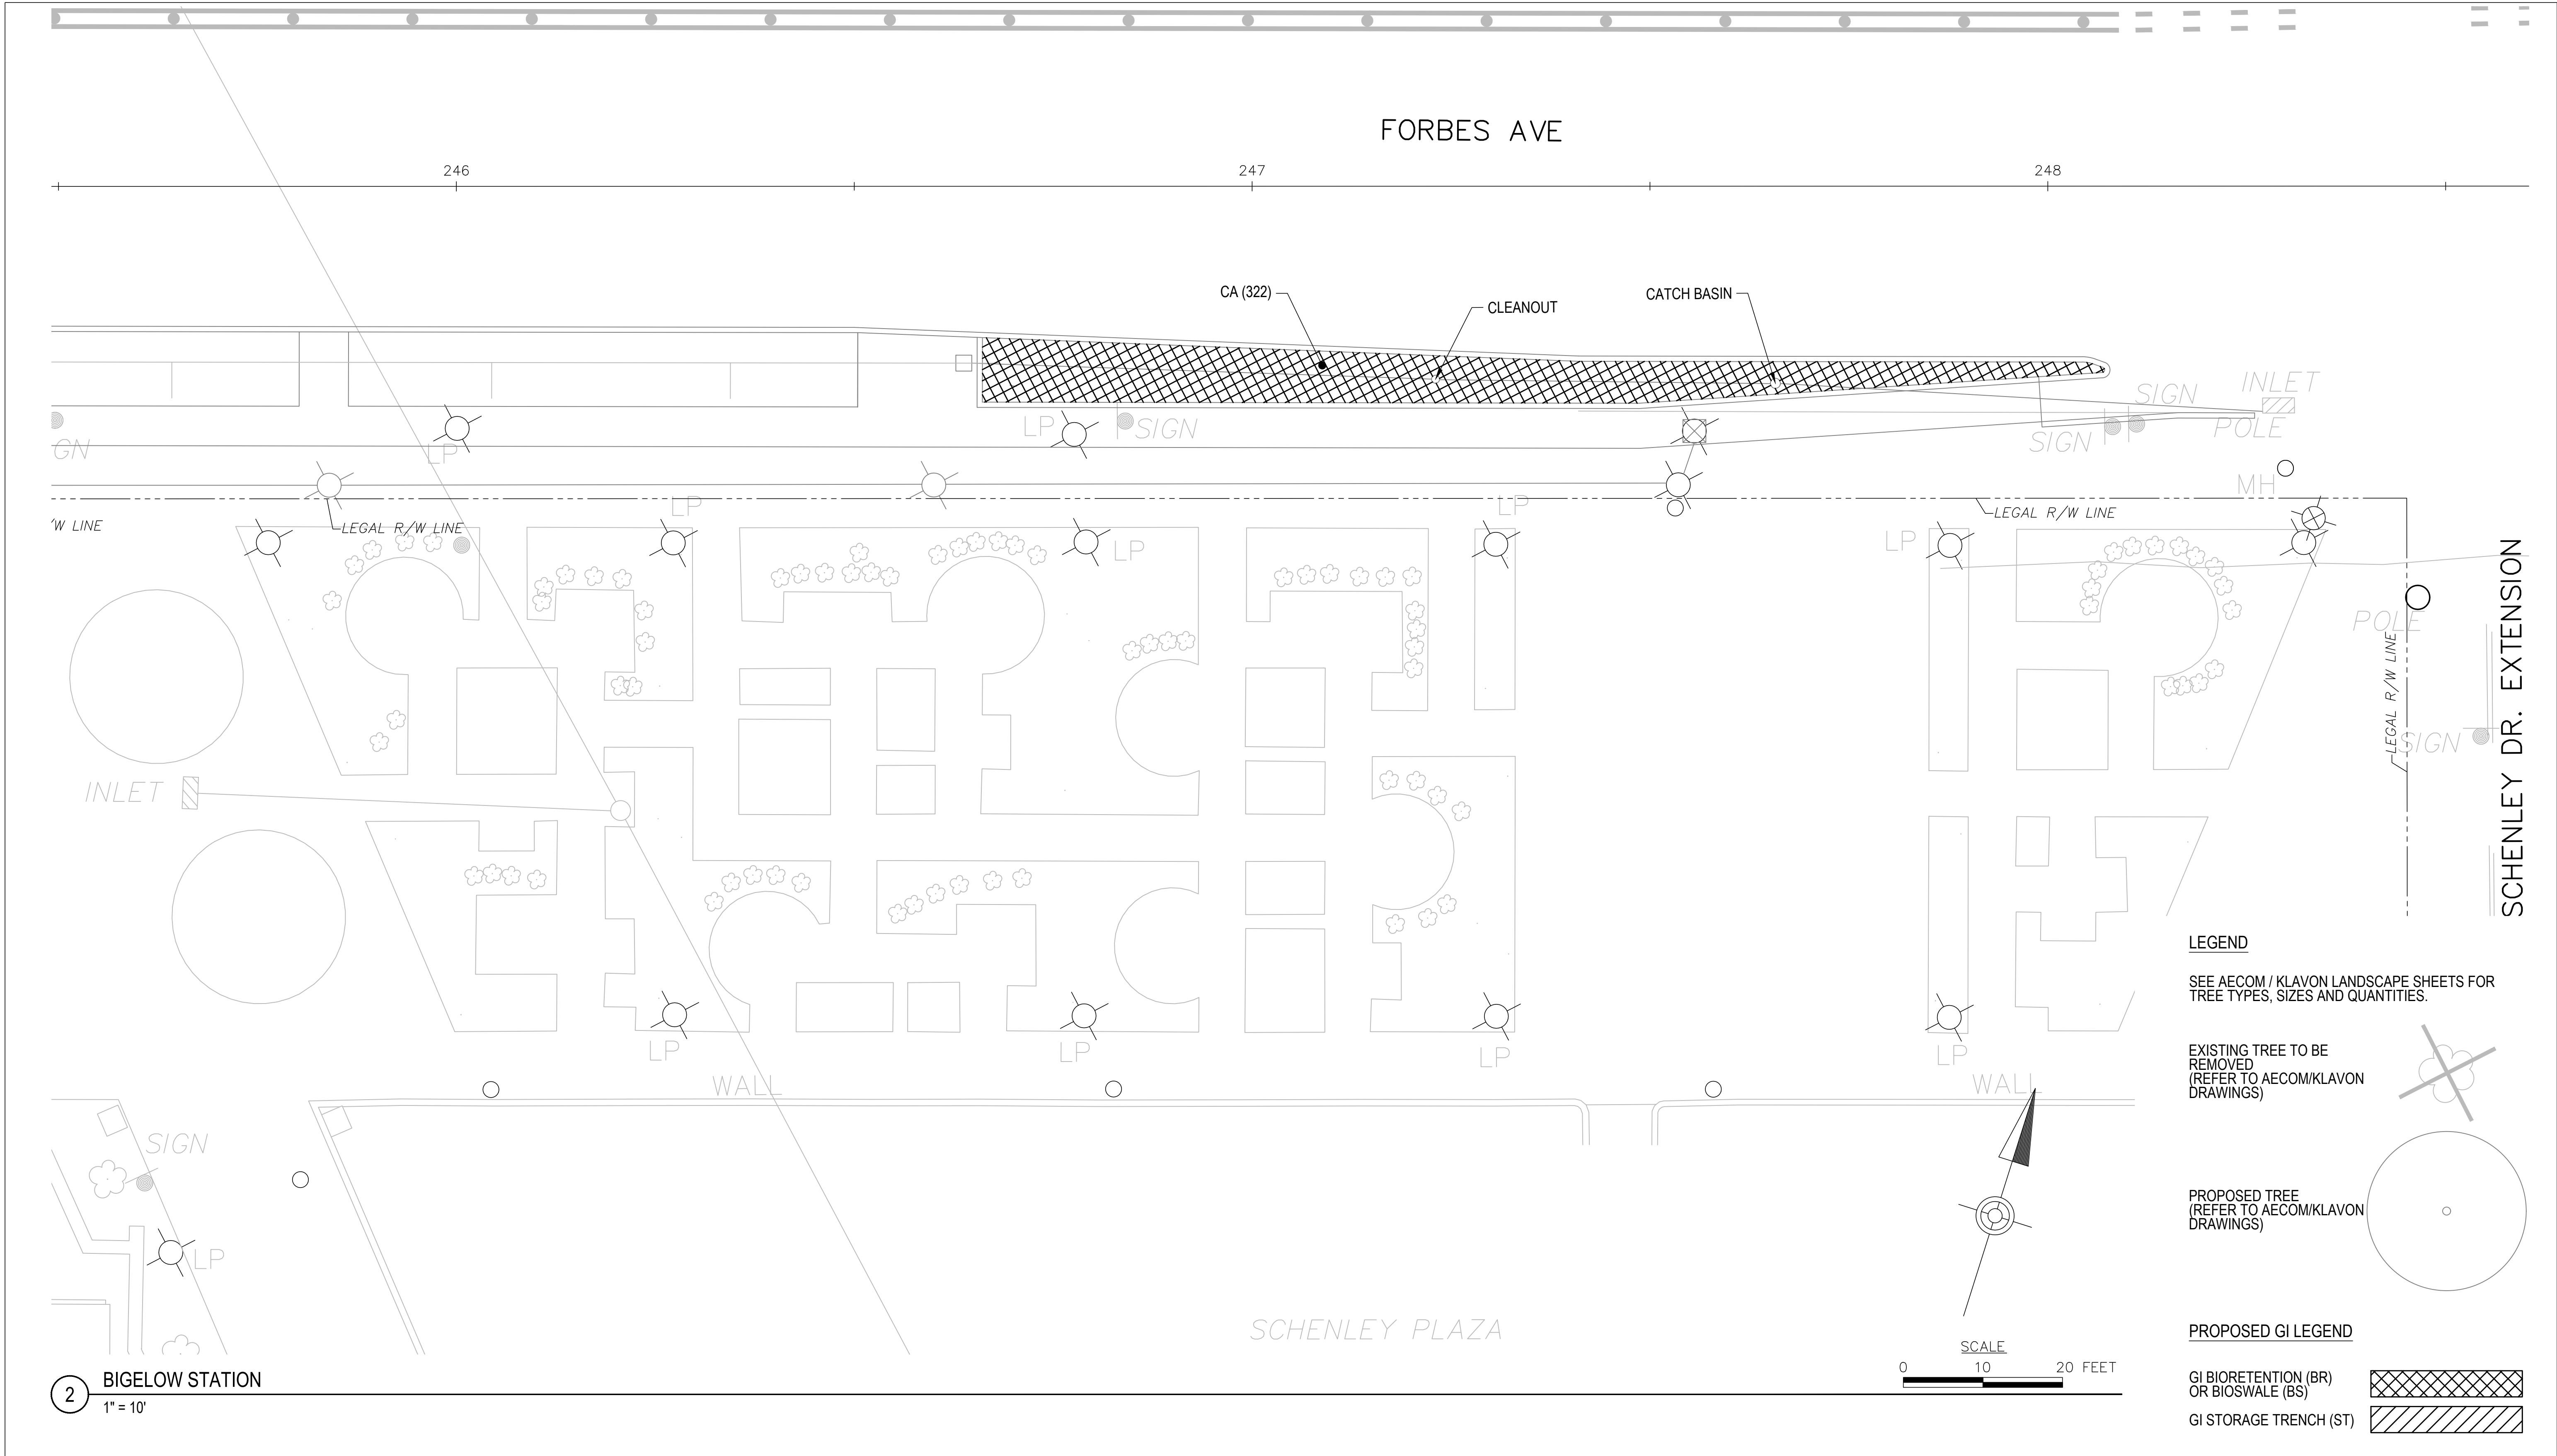 FORBES AVE
246
247
248
CA (322)
CLEANOUT
CATCH BASIN
SIGN
INLET
LP
LP
SIGN
SIGN
POLE
GN
MH
LP
LP
/W LINE
LEGAL R/W LINE
LEGAL R/W LINE
LP
LP
POLE
LEGAL R/W LINE
SCHENLEY DR. EXTENSION
SIGN
INLET
LP
LP
LP
LP
WALL
WALL
SIGN
LP
SCHENLEY PLAZA
LEGEND
SEE AECOM / KLAVON LANDSCAPE SHEETS FOR
TREE TYPES, SIZES AND QUANTITIES.
EXISTING TREE TO BE
REMOVED
(REFER TO AECOM/KLAVON
DRAWINGS)
PROPOSED TREE
(REFER TO AECOM/KLAVON
DRAWINGS)
PROPOSED GI LEGEND
GI BIORETENTION (BR)
OR BIOSWALE (BS)
GI STORAGE TRENCH (ST)
SCALE
0 10 20 FEET
2
BIGELOW STATION
1" = 10'